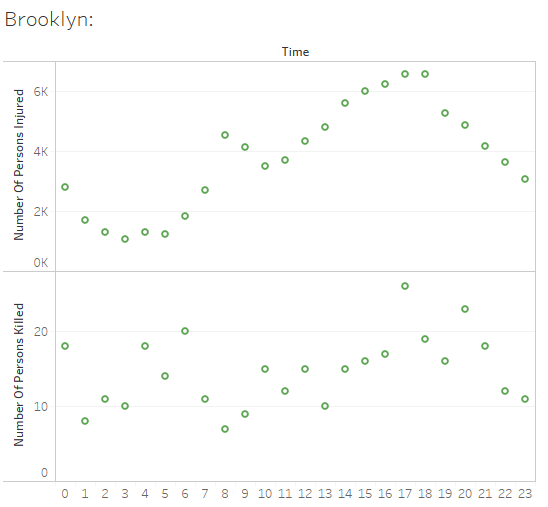 Brooklyn:
Time
Number Of Persons Injured
6K
4K
2K
0K
Number Of Persons Killed
20
10
0
0 1 2 3 4 5 6 7 8 9 10 11 12 13 14 15 16 17 18 19 20 21 22 23